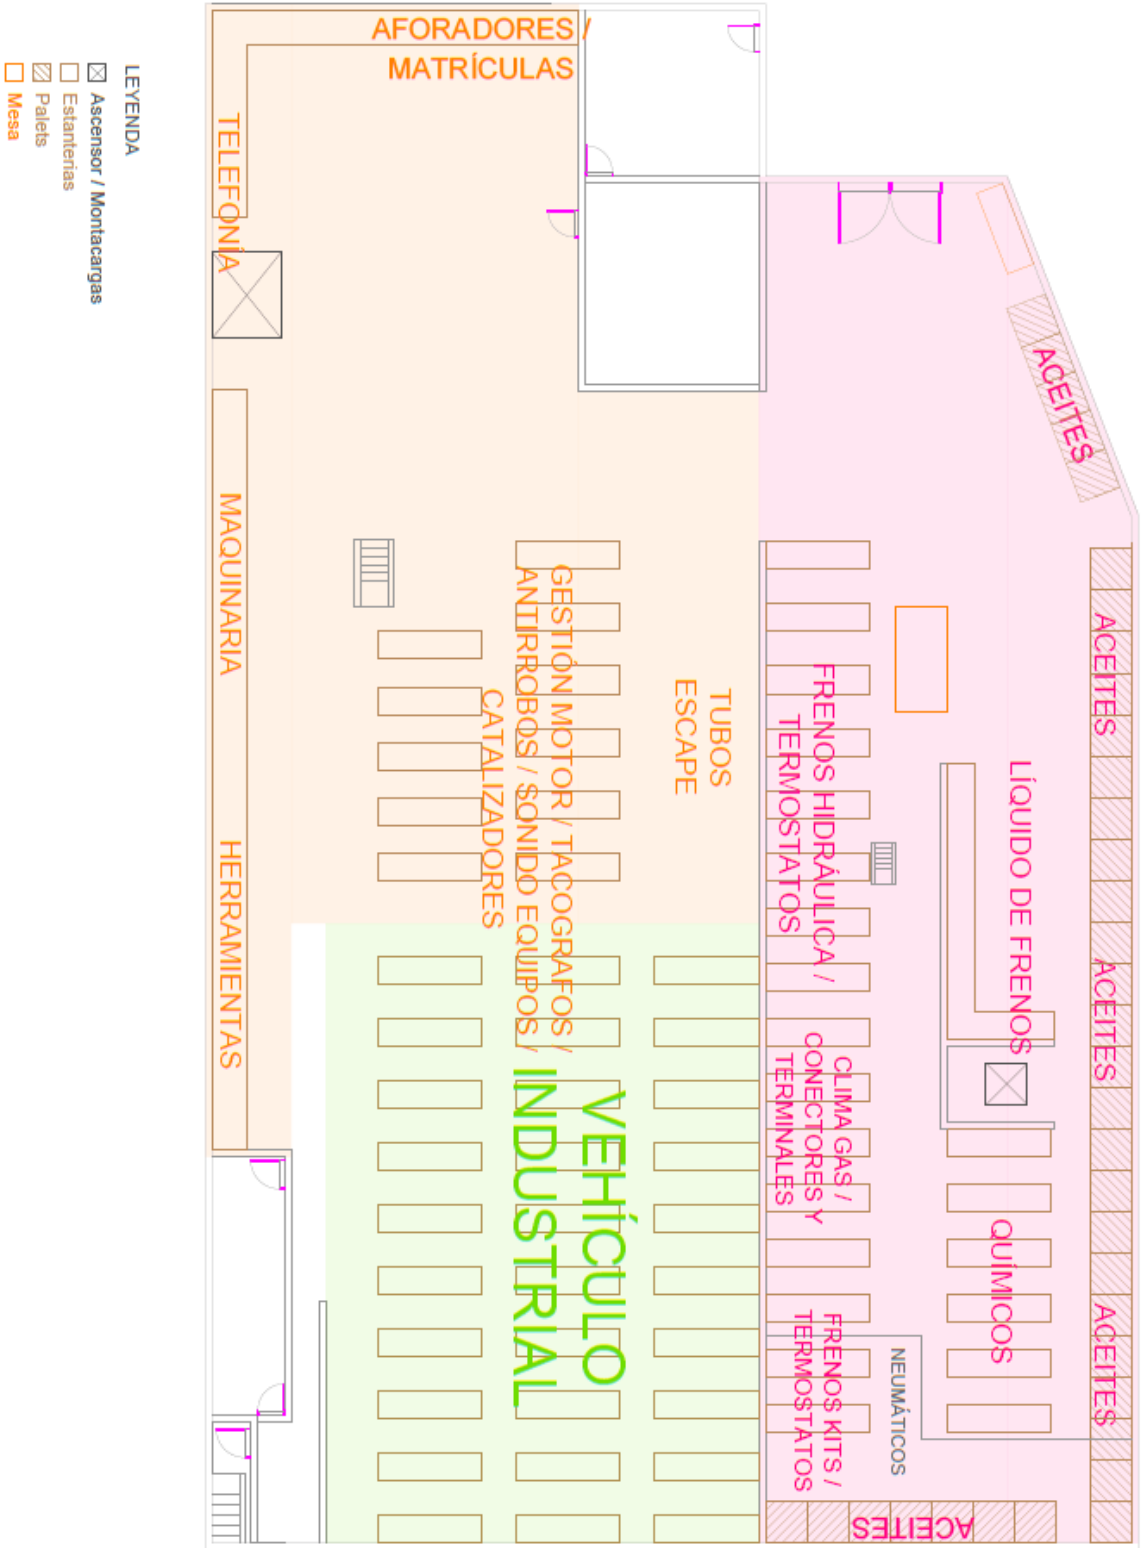 AFORADORES /
MATRÍCULAS
LEYENDA
Ascensor / Montacargas
Estanterias
Palets
Mesa
TELEFONÍA
MAQUINARIA
HERRAMIENTAS
GESTIÓN MOTOR / TACOGRAFOS /
ANTIRROBOS / SONIDO EQUIPOS /
CATALIZADORES
TUBOS
ESCAPE
VEHÍCULO
INDUSTRIAL
FRENOS HIDRÁULICA /
TERMOSTATOS
CLIMA GAS /
CONECTORES Y
TERMINALES
FRENOS KITS /
TERMOSTATOS
NEUMÁTICOS
LÍQUIDO DE FRENOS
QUÍMICOS
ACEITES
ACEITES
ACEITES
ACEITES
ACEITES